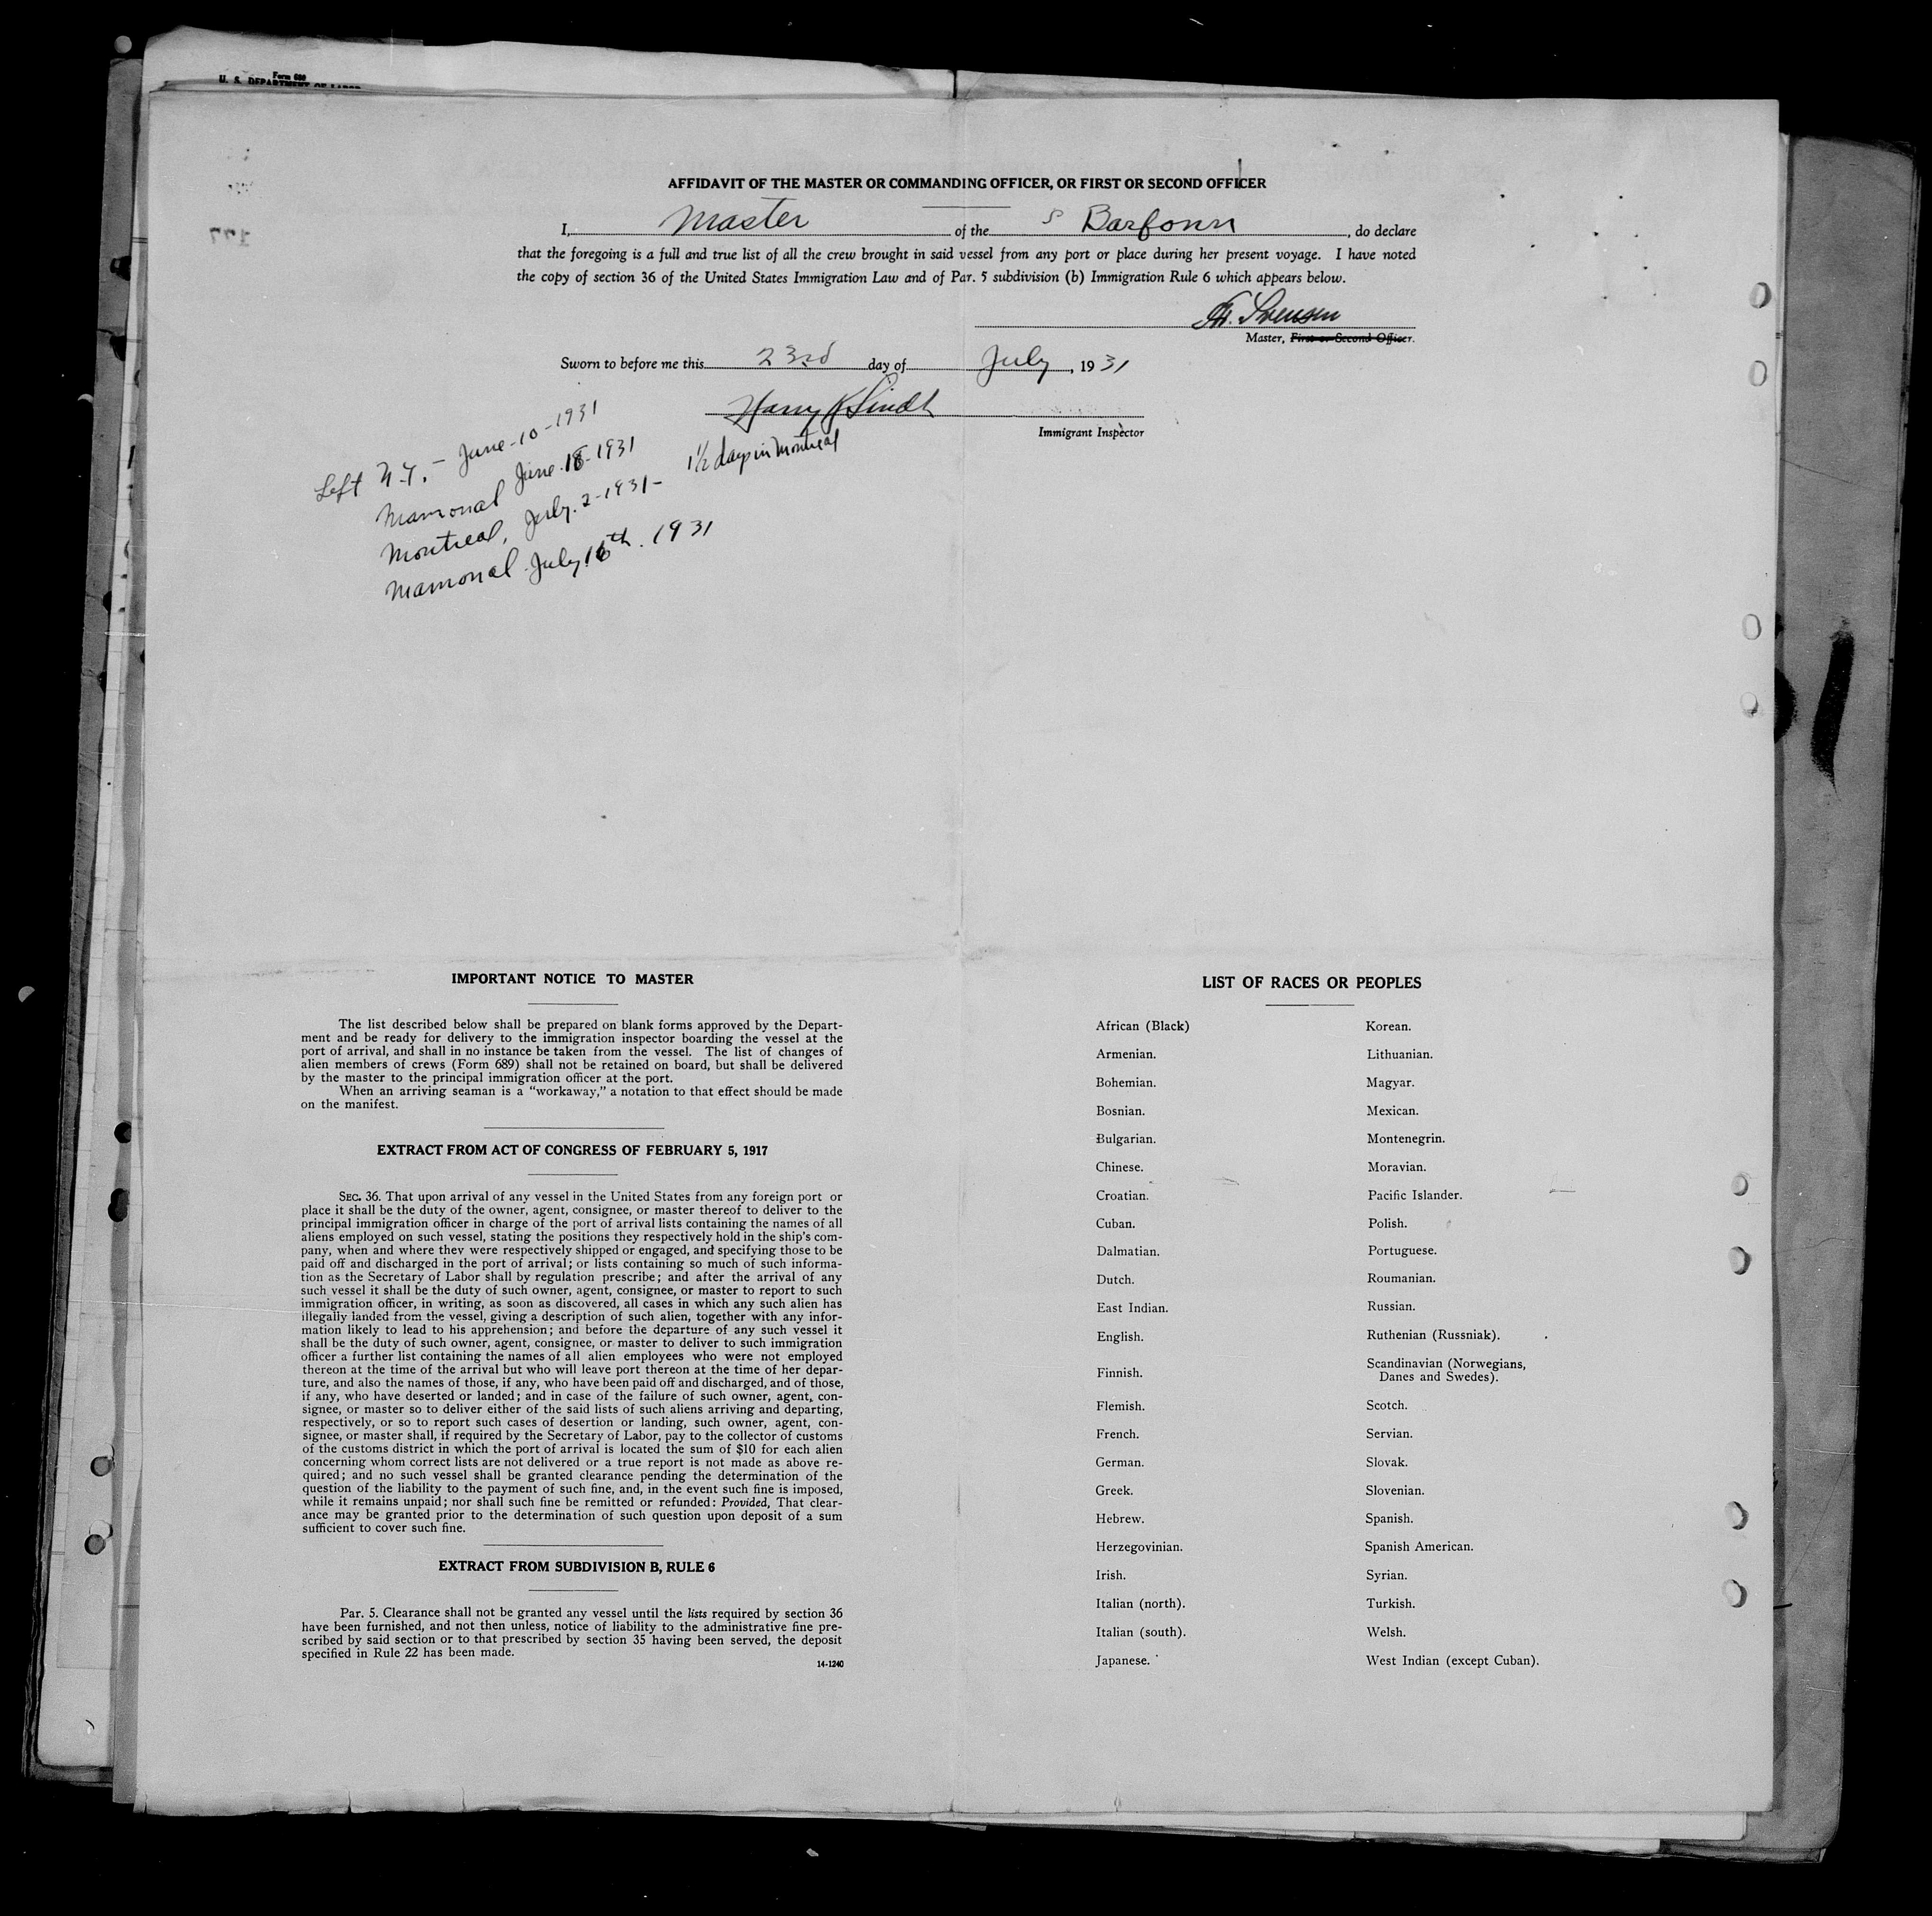 Form 680
U. S. DEPARTMENT OF LABOR
177
AFFIDAVIT OF THE MASTER OR COMMANDING OFFICER, OR FIRST OR SECOND OFFICER
I, Master of the S Barfonn, do declare
that the foregoing is a full and true list of all the crew brought in said vessel from any port or place during her present voyage. I have noted
the copy of section 36 of the United States Immigration Law and of Par. 5 subdivision (b) Immigration Rule 6 which appears below.
Svensen
Master, First or Second Officer.
Sworn to before me this 23rd day of July, 1931
Harry K Lindt
Immigrant Inspector
Left N.Y. - June-10-1931
Mamonal June-18-1931
Montreal, July.2-1931- 1½ days in Montreal
Mamonal July 16th. 1931
IMPORTANT NOTICE TO MASTER
The list described below shall be prepared on blank forms approved by the Depart-
ment and be ready for delivery to the immigration inspector boarding the vessel at the
port of arrival, and shall in no instance be taken from the vessel. The list of changes of
alien members of crews (Form 689) shall not be retained on board, but shall be delivered
by the master to the principal immigration officer at the port.
When an arriving seaman is a "workaway," a notation to that effect should be made
on the manifest.
EXTRACT FROM ACT OF CONGRESS OF FEBRUARY 5, 1917
SEC. 36. That upon arrival of any vessel in the United States from any foreign port or
place it shall be the duty of the owner, agent, consignee, or master thereof to deliver to the
principal immigration officer in charge of the port of arrival lists containing the names of all
aliens employed on such vessel, stating the positions they respectively hold in the ship's com-
pany, when and where they were respectively shipped or engaged, and specifying those to be
paid off and discharged in the port of arrival; or lists containing so much of such informa-
tion as the Secretary of Labor shall by regulation prescribe; and after the arrival of any
such vessel it shall be the duty of such owner, agent, consignee, or master to report to such
immigration officer, in writing, as soon as discovered, all cases in which any such alien has
illegally landed from the vessel, giving a description of such alien, together with any infor-
mation likely to lead to his apprehension; and before the departure of any such vessel it
shall be the duty of such owner, agent, consignee, or master to deliver to such immigration
officer a further list containing the names of all alien employees who were not employed
thereon at the time of the arrival but who will leave port thereon at the time of her depar-
ture, and also the names of those, if any, who have been paid off and discharged, and of those,
if any, who have deserted or landed; and in case of the failure of such owner, agent, con-
signee, or master so to deliver either of the said lists of such aliens arriving and departing,
respectively, or so to report such cases of desertion or landing, such owner, agent, con-
signee, or master shall, if required by the Secretary of Labor, pay to the collector of customs
of the customs district in which the port of arrival is located the sum of $10 for each alien
concerning whom correct lists are not delivered or a true report is not made as above re-
quired; and no such vessel shall be granted clearance pending the determination of the
question of the liability to the payment of such fine, and, in the event such fine is imposed,
while it remains unpaid; nor shall such fine be remitted or refunded: Provided, That clear-
ance may be granted prior to the determination of such question upon deposit of a sum
sufficient to cover such fine.
EXTRACT FROM SUBDIVISION B, RULE 6
Par. 5. Clearance shall not be granted any vessel until the lists required by section 36
have been furnished, and not then unless, notice of liability to the administrative fine pre-
scribed by said section or to that prescribed by section 35 having been served, the deposit
specified in Rule 22 has been made.
14-1240
LIST OF RACES OR PEOPLES
African (Black)
Armenian.
Bohemian.
Bosnian.
Bulgarian.
Chinese.
Croatian.
Cuban.
Dalmatian.
Dutch.
East Indian.
English.
Finnish.
Flemish.
French.
German.
Greek.
Hebrew.
Herzegovinian.
Irish.
Italian (north).
Italian (south).
Japanese.
Korean.
Lithuanian.
Magyar.
Mexican.
Montenegrin.
Moravian.
Pacific Islander.
Polish.
Portuguese.
Roumanian.
Russian.
Ruthenian (Russniak).
Scandinavian (Norwegians,
Danes and Swedes).
Scotch.
Servian.
Slovak.
Slovenian.
Spanish.
Spanish American.
Syrian.
Turkish.
Welsh.
West Indian (except Cuban).